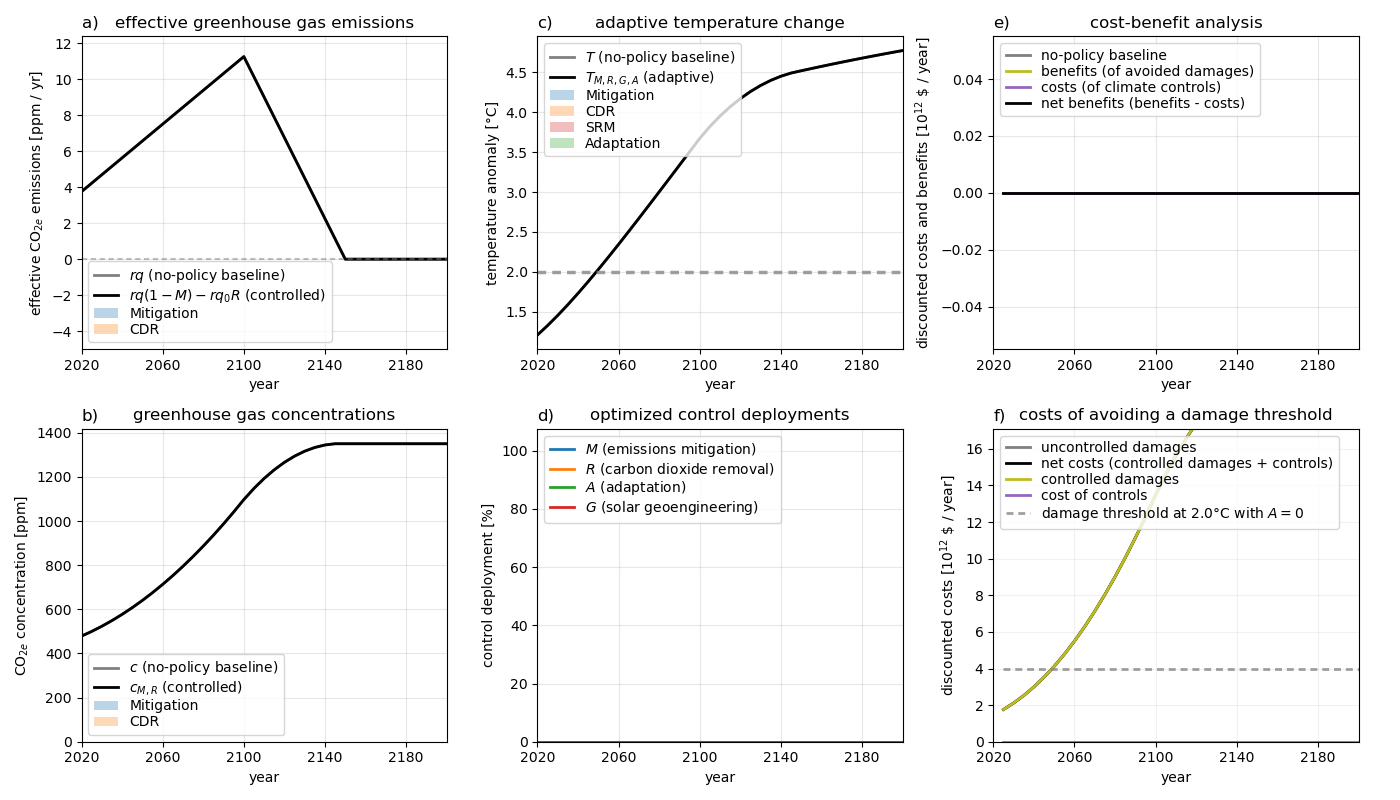 a) effective greenhouse gas emissions
effective CO2e emissions [ppm / yr]
12
10
8
6
4
2
0
−2
−4
rq (no-policy baseline)
rq(1 − M) − rq0R (controlled)
Mitigation
CDR
2020 2060 2100 2140 2180
year
c) adaptive temperature change
temperature anomaly [°C]
4.5
4.0
3.5
3.0
2.5
2.0
1.5
T (no-policy baseline)
TM, R, G, A (adaptive)
Mitigation
CDR
SRM
Adaptation
2020 2060 2100 2140 2180
year
e) cost-benefit analysis
discounted costs and benefits [10^12 $ / year]
0.04
0.02
0.00
−0.02
−0.04
no-policy baseline
benefits (of avoided damages)
costs (of climate controls)
net benefits (benefits - costs)
2020 2060 2100 2140 2180
year
b) greenhouse gas concentrations
CO2e concentration [ppm]
1400
1200
1000
800
600
400
200
0
c (no-policy baseline)
cM, R (controlled)
Mitigation
CDR
2020 2060 2100 2140 2180
year
d) optimized control deployments
control deployment [%]
100
80
60
40
20
0
M (emissions mitigation)
R (carbon dioxide removal)
A (adaptation)
G (solar geoengineering)
2020 2060 2100 2140 2180
year
f) costs of avoiding a damage threshold
discounted costs [10^12 $ / year]
16
14
12
10
8
6
4
2
0
uncontrolled damages
net costs (controlled damages + controls)
controlled damages
cost of controls
damage threshold at 2.0°C with A = 0
2020 2060 2100 2140 2180
year